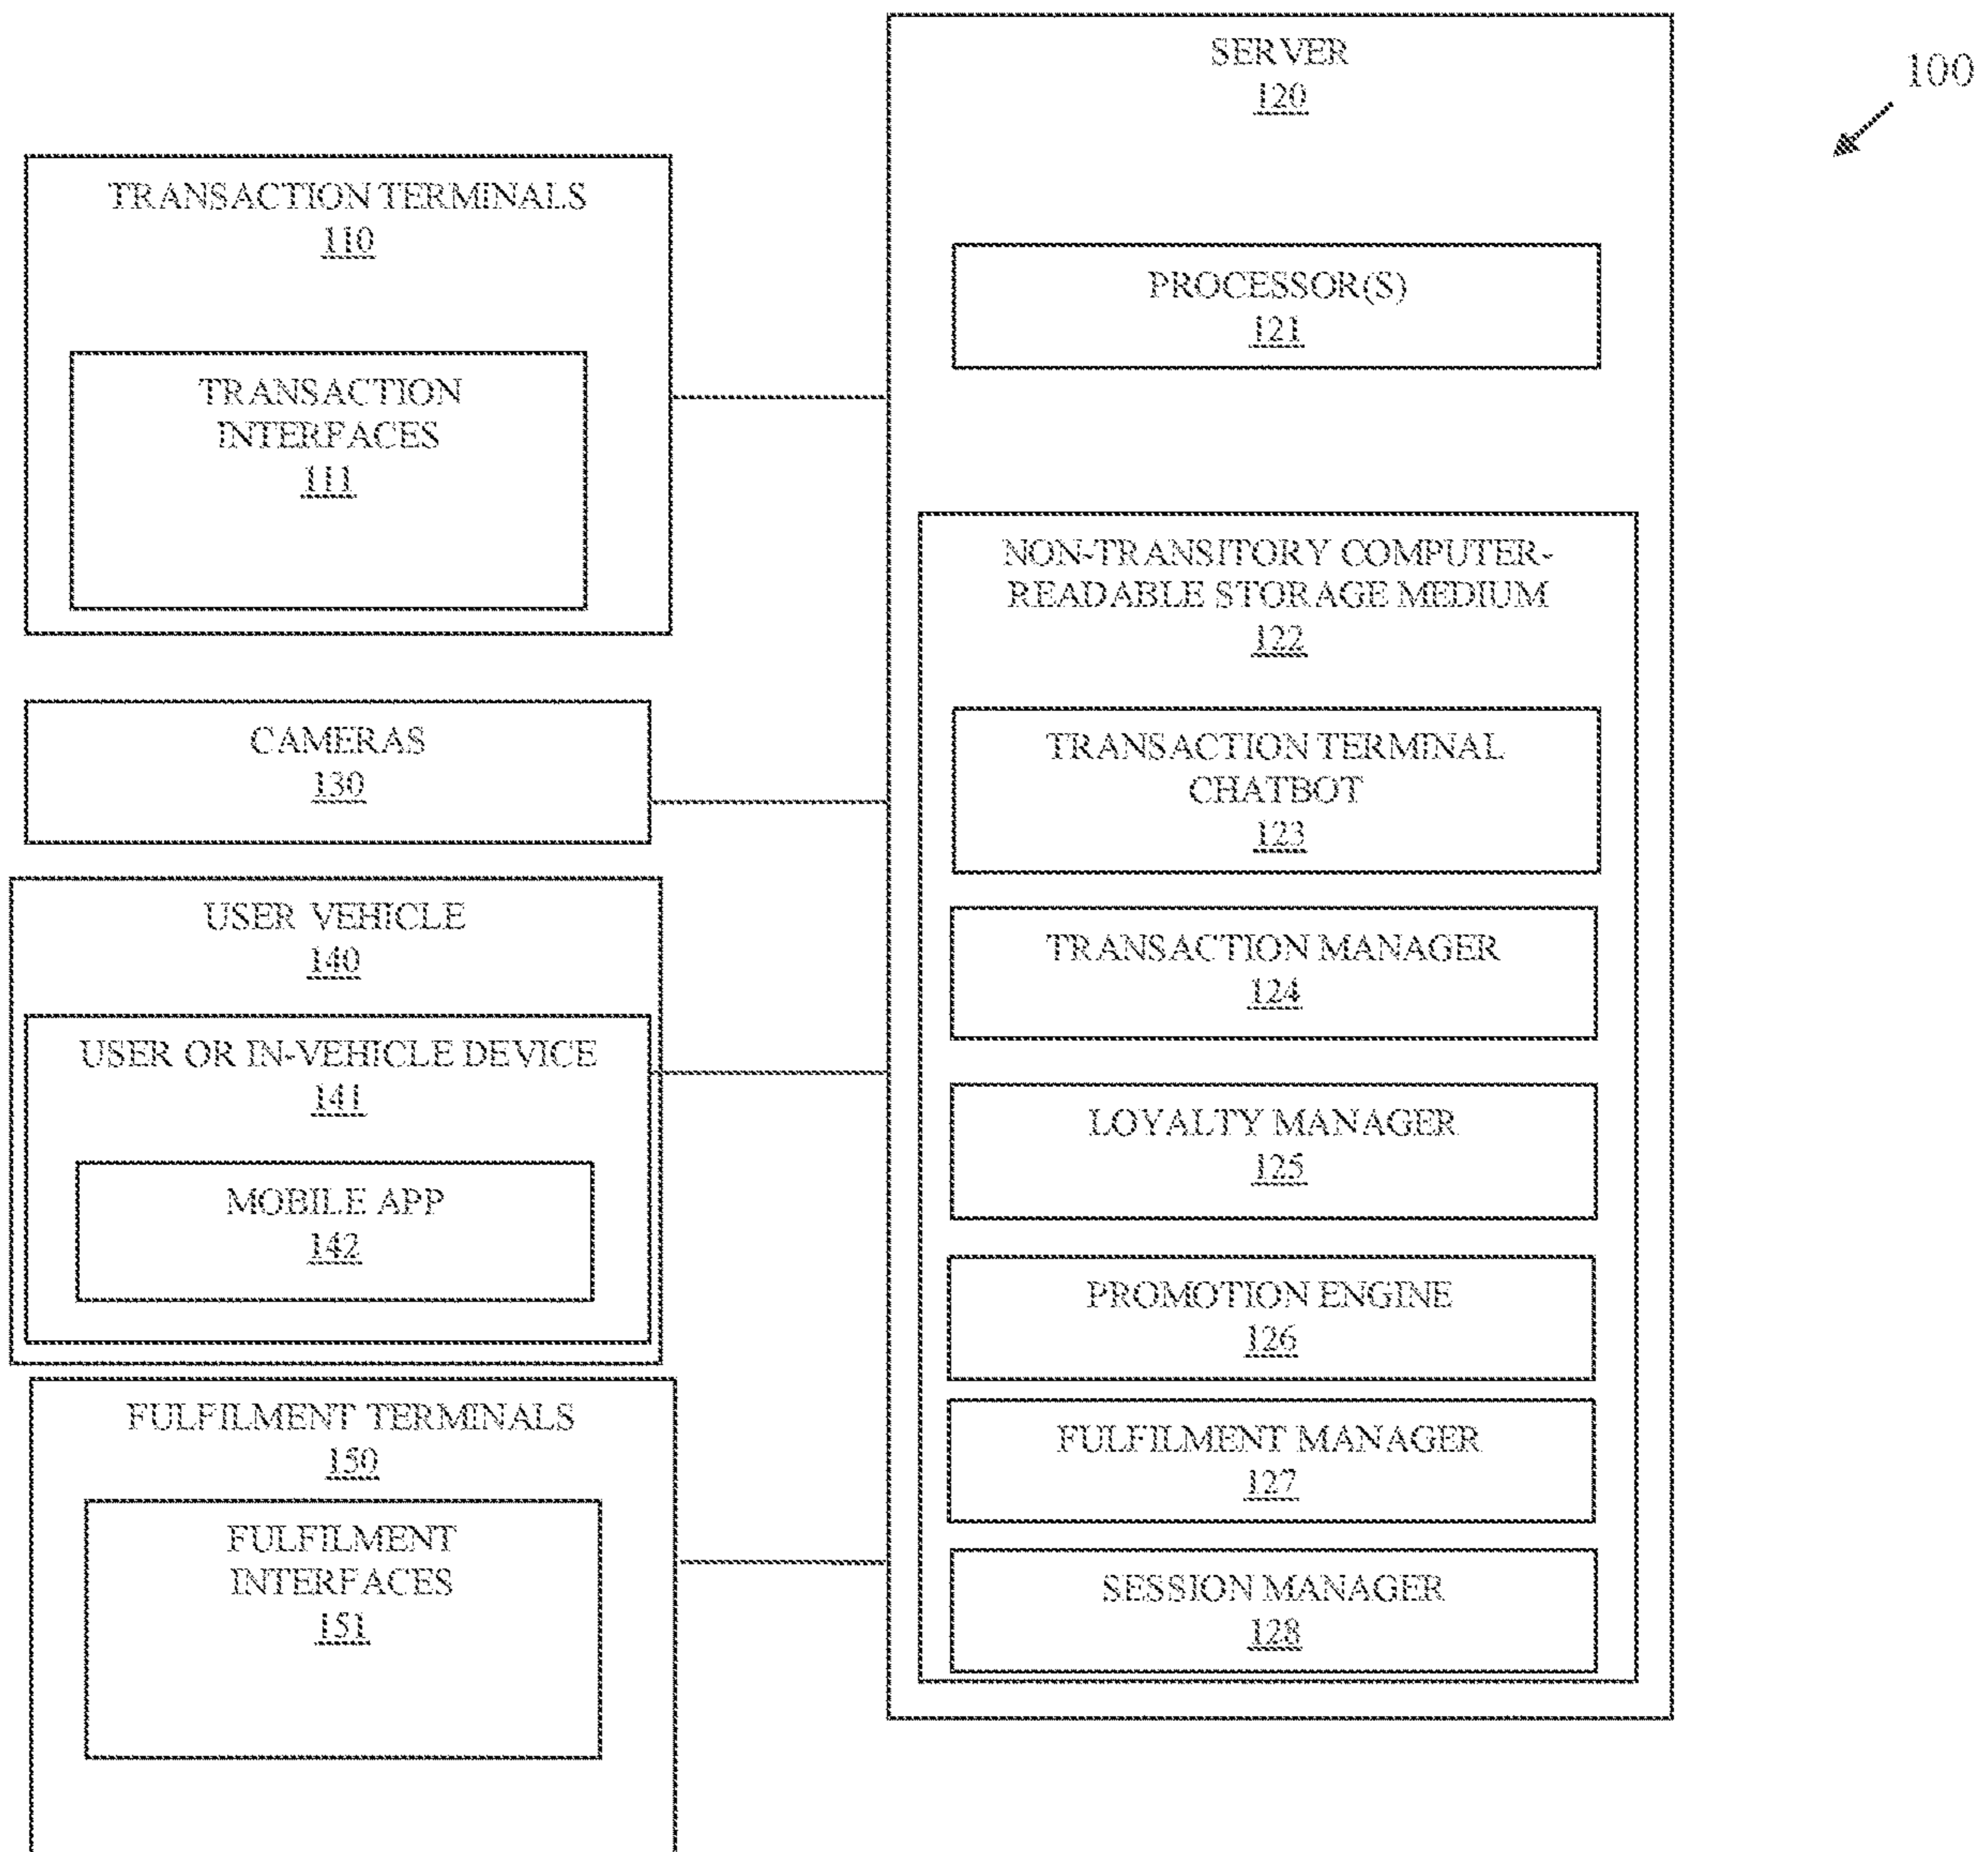 100
TRANSACTION TERMINALS
110
TRANSACTION
INTERFACES
111
CAMERAS
130
USER VEHICLE
140
USER OR IN-VEHICLE DEVICE
141
MOBILE APP
142
FULFILMENT TERMINALS
150
FULFILMENT
INTERFACES
151
SERVER
120
PROCESSOR(S)
121
NON-TRANSITORY COMPUTER-
READABLE STORAGE MEDIUM
122
TRANSACTION TERMINAL
CHATBOT
123
TRANSACTION MANAGER
124
LOYALTY MANAGER
125
PROMOTION ENGINE
126
FULFILMENT MANAGER
127
SESSION MANAGER
128